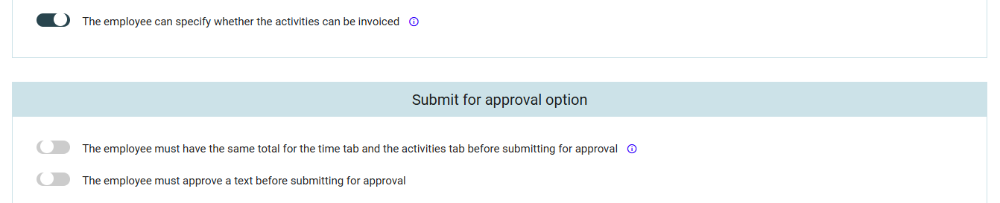 The employee can specify whether the activities can be invoiced
Submit for approval option
The employee must have the same total for the time tab and the activities tab before submitting for approval
The employee must approve a text before submitting for approval